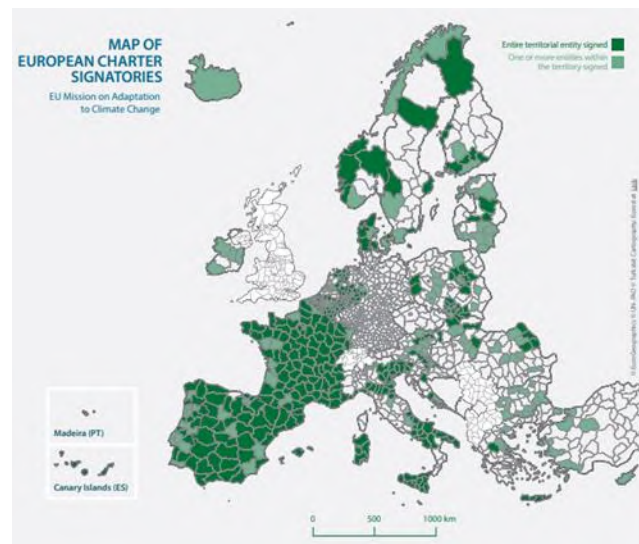 MAP OF
EUROPEAN CHARTER
SIGNATORIES
EU Mission on Adaptation
to Climate Change
Entire territorial entity signed
One or more entities within
the territory signed
Madeira (PT)
Canary Islands (ES)
0 500 1000 km